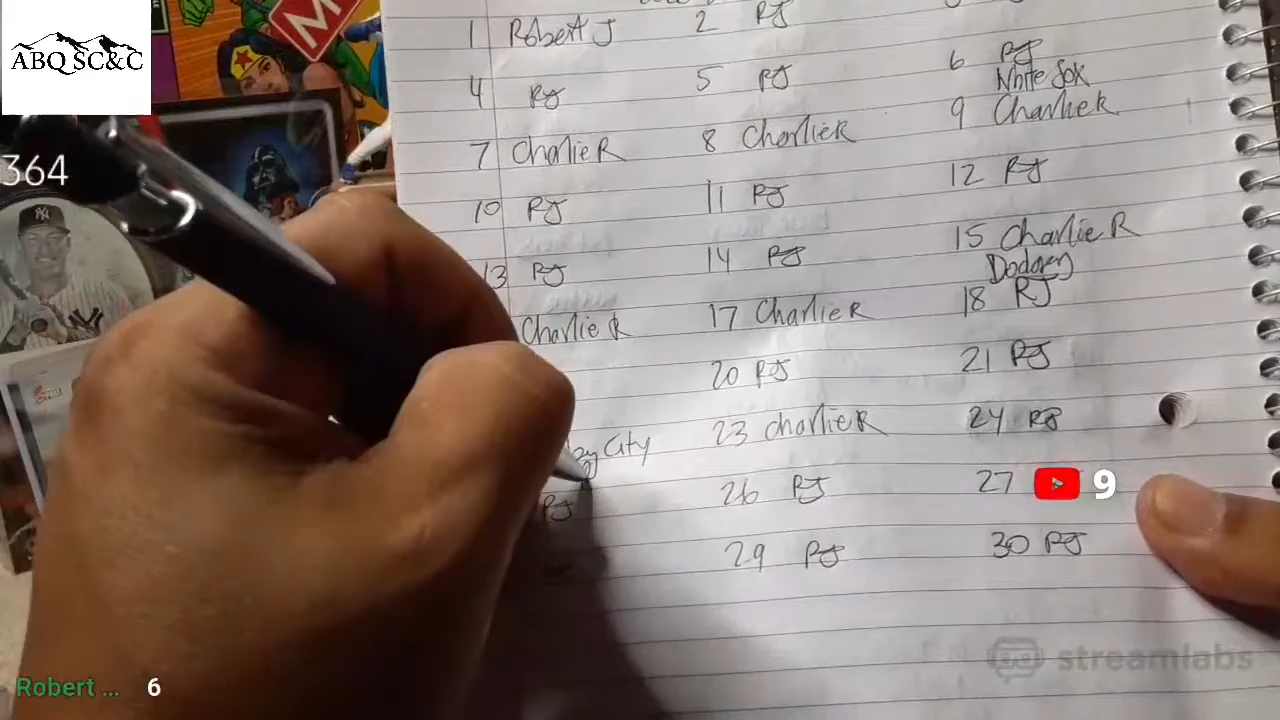 ABQ SC&C
364
M
1 Robert J 2 RJ
4 RJ 5 RJ 6 RJ
White Sox
7 Charlie R 8 Charlie R 9 Charlie R
10 RJ 11 RJ 12 RJ
13 RJ 14 RJ 15 Charlie R
Dodgers
Charlie R 17 Charlie R 18 RJ
20 RJ 21 RJ
City 23 Charlie R 24 RJ
RJ 26 RJ 27 9
29 RJ 30 RJ
streamlabs
Robert ... 6